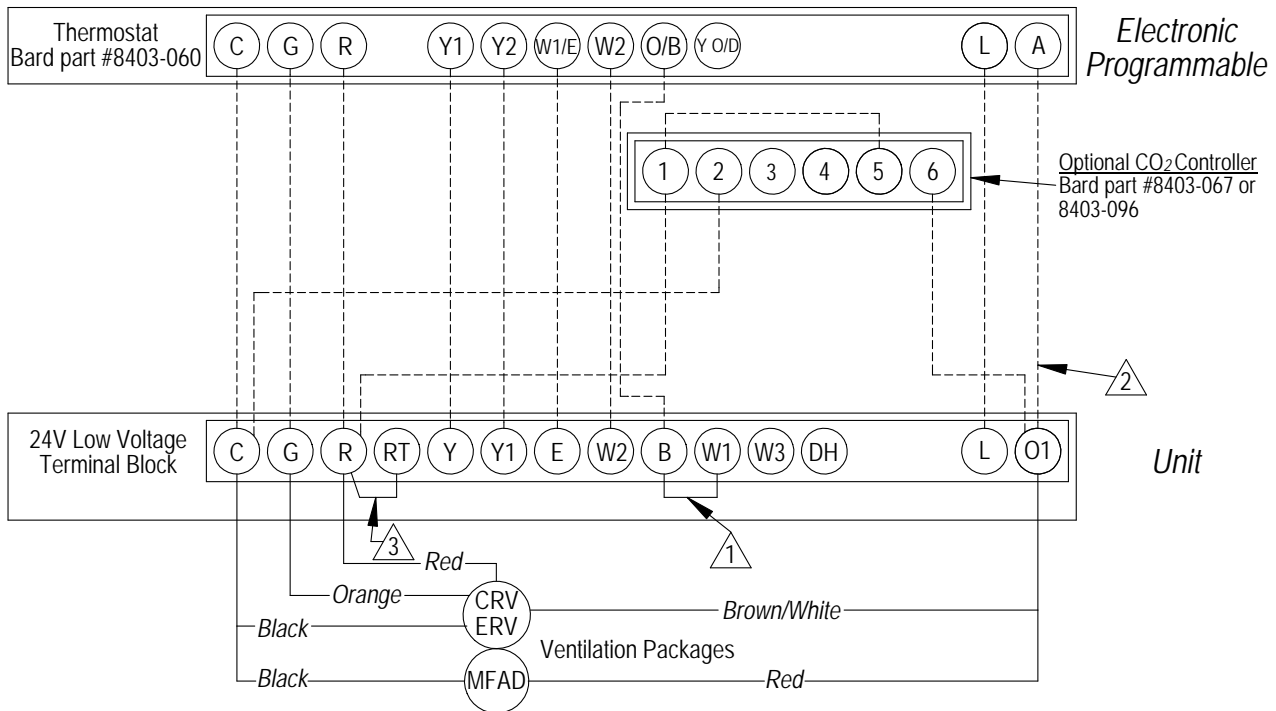 Thermostat
Bard part #8403-060
C G R Y1 Y2 W1/E W2 O/B Y O/D L A
Electronic
Programmable
1 2 3 4 5 6
Optional CO2 Controller
Bard part #8403-067 or
8403-096
2
24V Low Voltage
Terminal Block
C G R RT Y Y1 E W2 B W1 W3 DH L O1
Unit
3
1
Red
Orange
CRV
ERV
Brown/White
Black
Ventilation Packages
Black
MFAD
Red